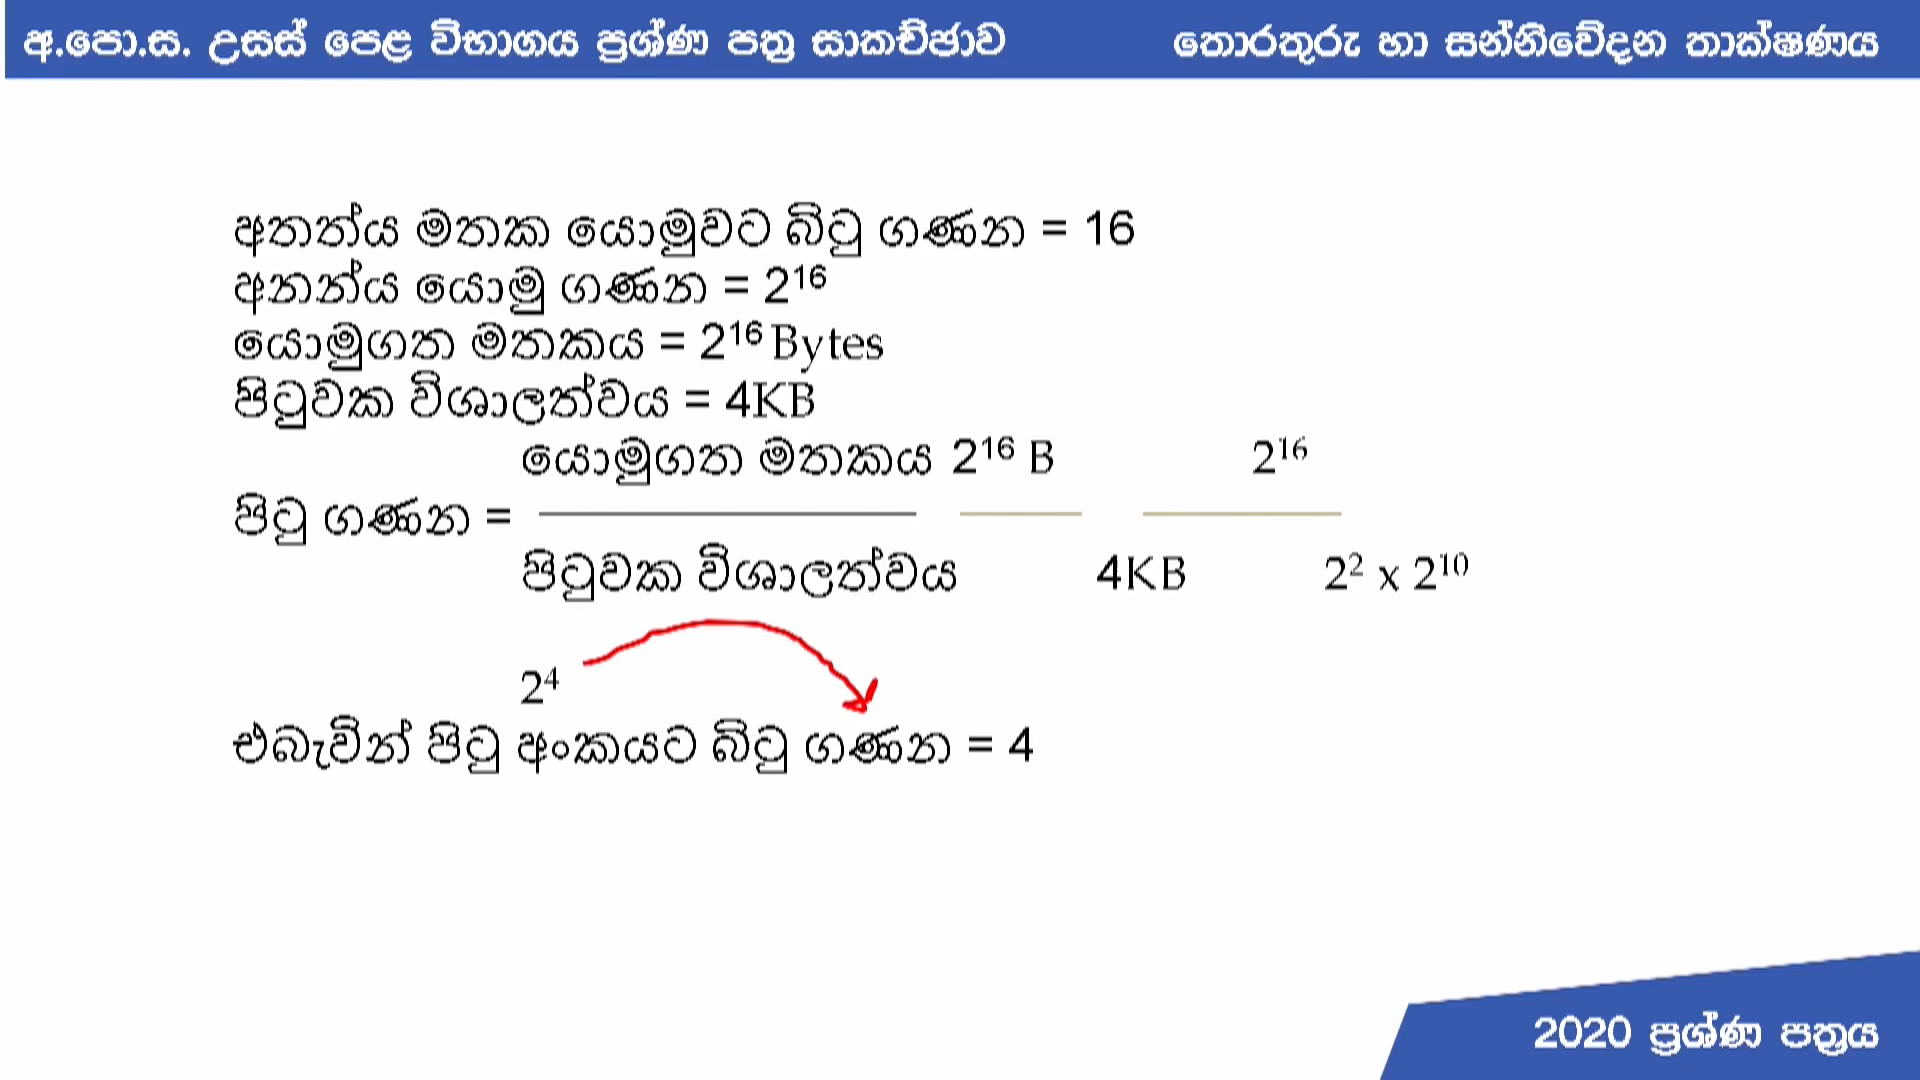 අ.පො.ස. උසස් පෙළ විභාගය ප්‍රශ්ණ පත්‍ර සාකච්ඡාව
තොරතුරු හා සන්නිවේදන තාක්ෂණය
අතත්ය මතක යොමුවට බිටු ගණන = 16
අනන්ය යොමු ගණන = 2¹⁶
යොමුගත මතකය = 2¹⁶ Bytes
පිටුවක විශාලත්වය = 4KB
යොමුගත මතකය 2¹⁶ B 2¹⁶
පිටු ගණන =
පිටුවක විශාලත්වය 4KB 2² x 2¹⁰
2⁴
එබැවින් පිටු අංකයට බිටු ගණන = 4
2020 ප්‍රශ්ණ පත්‍රය